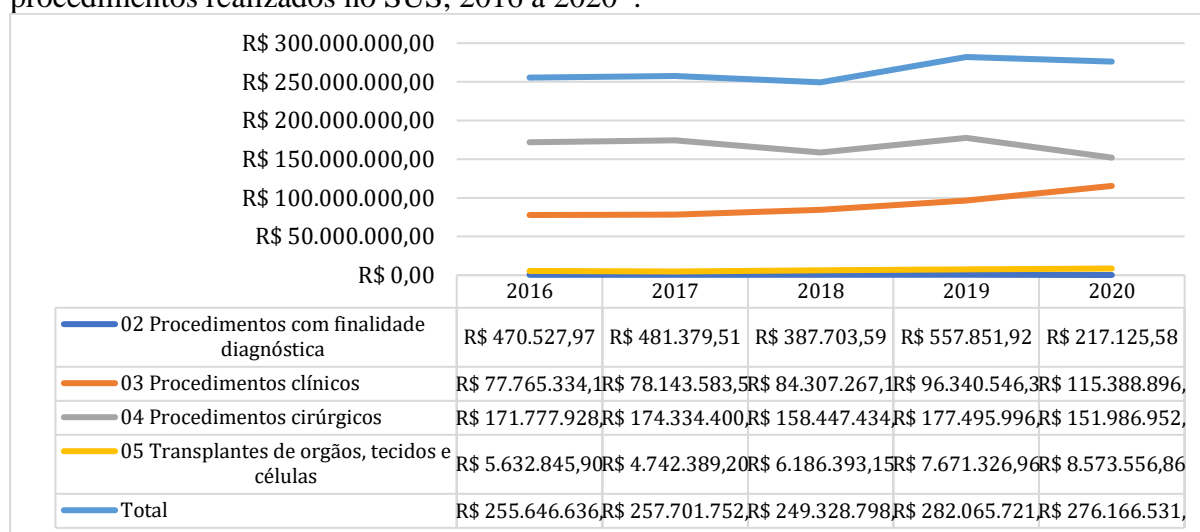 procedimentos realizados no SUS, 2016 a 2020*.
R$ 300.000.000,00
R$ 250.000.000,00
R$ 200.000.000,00
R$ 150.000.000,00
R$ 100.000.000,00
R$ 50.000.000,00
R$ 0,00
2016 2017 2018 2019 2020
02 Procedimentos com finalidade
diagnóstica
R$ 470.527,97 R$ 481.379,51 R$ 387.703,59 R$ 557.851,92 R$ 217.125,58
03 Procedimentos clínicos R$ 77.765.334,1 R$ 78.143.583,5 R$ 84.307.267,1 R$ 96.340.546,3 R$ 115.388.896,
04 Procedimentos cirúrgicos R$ 171.777.928, R$ 174.334.400, R$ 158.447.434, R$ 177.495.996, R$ 151.986.952,
05 Transplantes de orgãos, tecidos e
células
R$ 5.632.845,90 R$ 4.742.389,20 R$ 6.186.393,15 R$ 7.671.326,96 R$ 8.573.556,86
Total R$ 255.646.636, R$ 257.701.752, R$ 249.328.798, R$ 282.065.721, R$ 276.166.531,